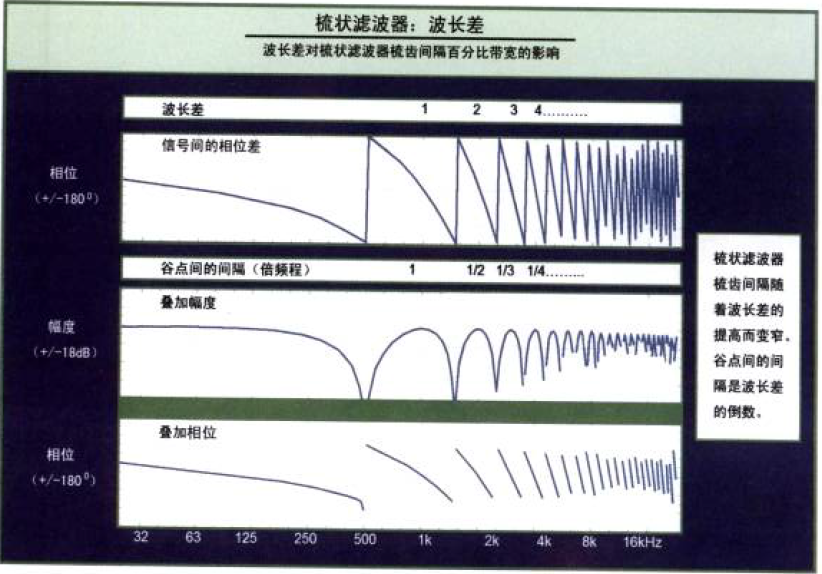 梳状滤波器：波长差
波长差对梳状滤波器梳齿间隔百分比带宽的影响
波长差 1 2 3 4..........
信号间的相位差
相位
(+/-180⁰)
谷点间的间隔（倍频程） 1 1/2 1/3 1/4.........
叠加幅度
幅度
(+/-18dB)
叠加相位
相位
(+/-180⁰)
32 63 125 250 500 1k 2k 4k 8k 16kHz
梳状滤波器
梳齿间隔随
着波长差的
提高而变窄。
谷点间的间
隔是波长差
的倒数。